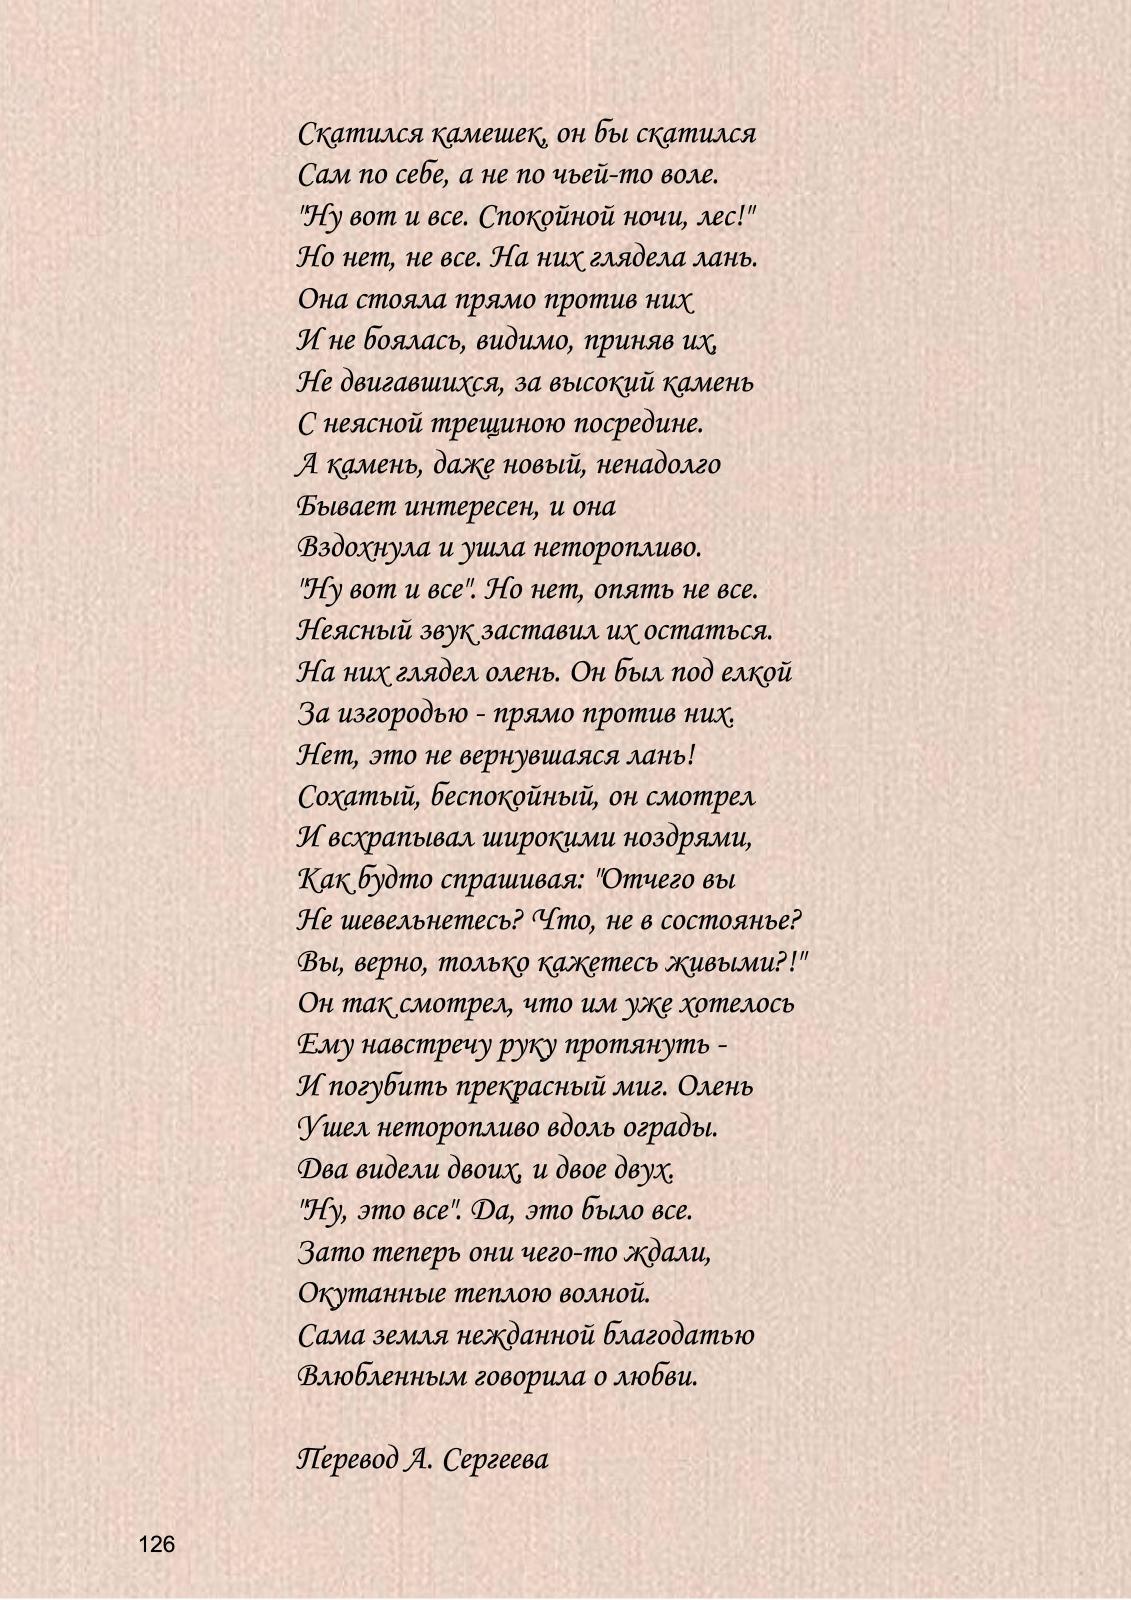 Скатился камешек, он бы скатился
Сам по себе, а не по чьей-то воле.
"Ну вот и все. Спокойной ночи, лес!"
Но нет, не все. На них глядела лань.
Она стояла прямо против них
И не боялась, видимо, приняв их,
Не двигавшихся, за высокий камень
С неясной трещиною посредине.
А камень, даже новый, ненадолго
Бывает интересен, и она
Вздохнула и ушла неторопливо.
"Ну вот и все". Но нет, опять не все.
Неясный звук заставил их остаться.
На них глядел олень. Он был под елкой
За изгородью - прямо против них.
Нет, это не вернувшаяся лань!
Сохатый, беспокойный, он смотрел
И всхрапывал широкими ноздрями,
Как будто спрашивая: "Отчего вы
Не шевельнетесь? Что, не в состоянье?
Вы, верно, только кажетесь живыми?!"
Он так смотрел, что им уже хотелось
Ему навстречу руку протянуть -
И погубить прекрасный миг. Олень
Ушел неторопливо вдоль ограды.
Два видели двоих, и двое двух.
"Ну, это все". Да, это было все.
Зато теперь они чего-то ждали,
Окутанные теплою волной.
Сама земля нежданной благодатью
Влюбленным говорила о любви.
Перевод А. Сергеева
126